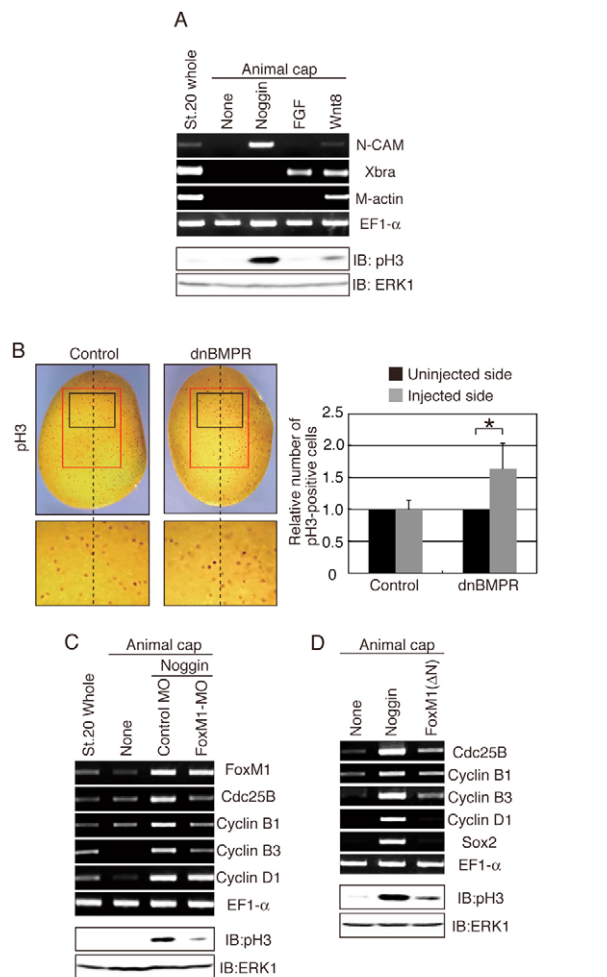 A
Animal cap
St.20 whole
None
Noggin
FGF
Wnt8
N-CAM
Xbra
M-actin
EF1-α
IB: pH3
IB: ERK1
B
Control
dnBMPR
pH3
Uninjected side
Injected side
Relative number of
pH3-positive cells
2.5
2.0
1.5
1.0
0.5
0
*
Control
dnBMPR
C
Animal cap
Noggin
St.20 Whole
None
Control MO
FoxM1-MO
FoxM1
Cdc25B
Cyclin B1
Cyclin B3
Cyclin D1
EF1-α
IB:pH3
IB:ERK1
D
Animal cap
None
Noggin
FoxM1(ΔN)
Cdc25B
Cyclin B1
Cyclin B3
Cyclin D1
Sox2
EF1-α
IB:pH3
IB:ERK1